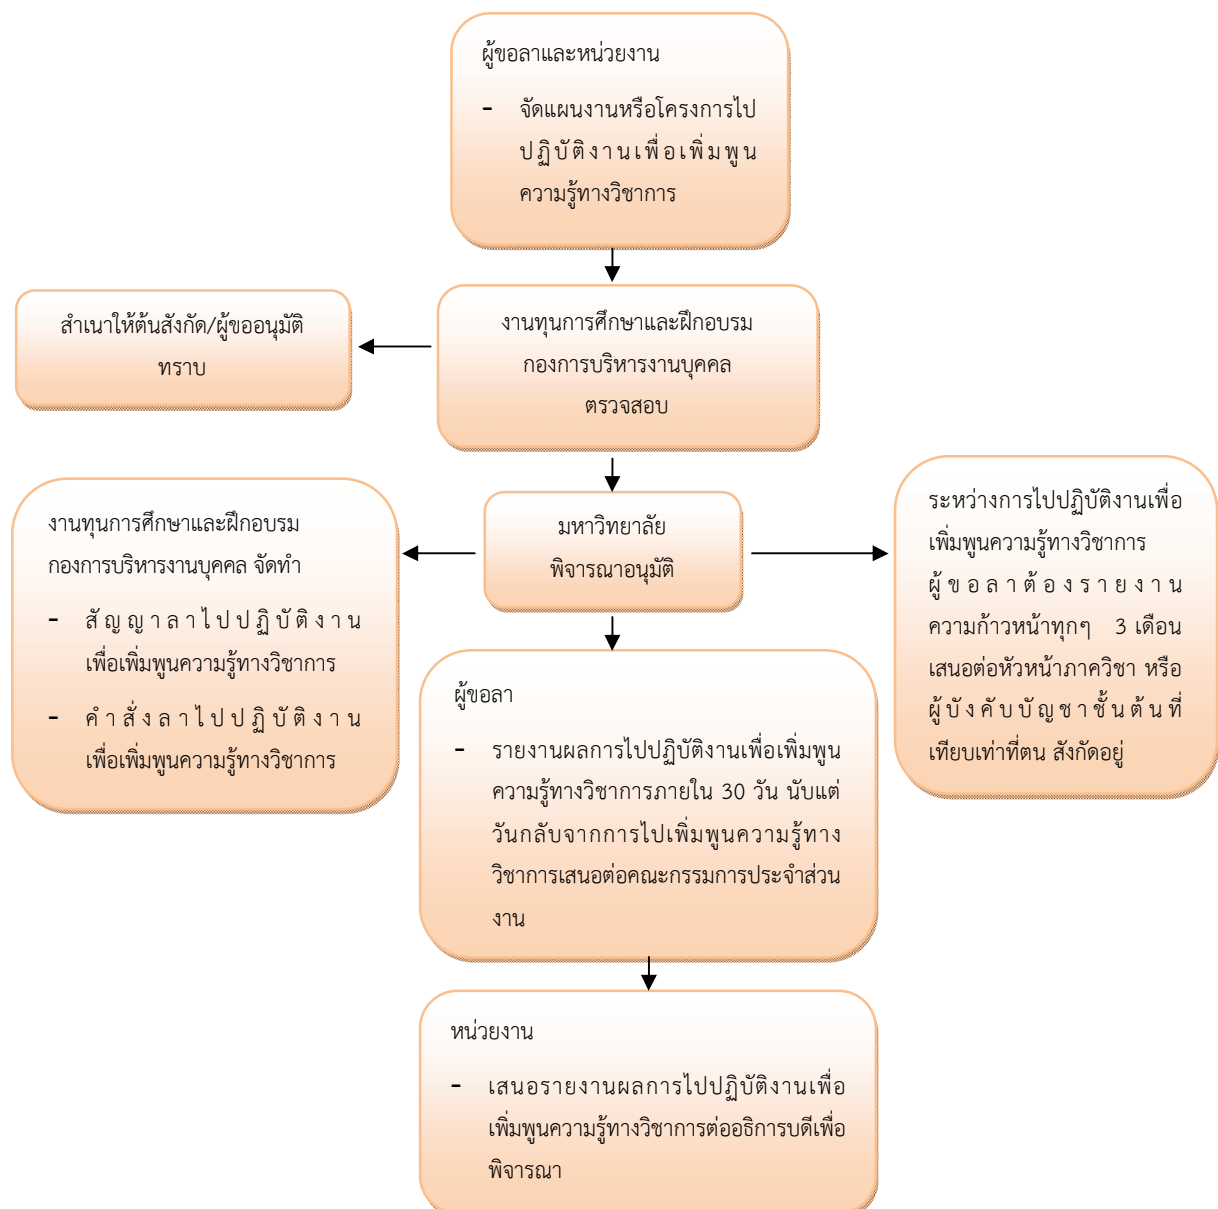 ผู้ขอลาและหน่วยงาน
- จัดแผนงานหรือโครงการไป
ปฏิบัติงานเพื่อเพิ่มพูน
ความรู้ทางวิชาการ
สำเนาให้ต้นสังกัด/ผู้ขออนุมัติ
ทราบ
งานทุนการศึกษาและฝึกอบรม
กองการบริหารงานบุคคล
ตรวจสอบ
งานทุนการศึกษาและฝึกอบรม
กองการบริหารงานบุคคล จัดทำ
- สัญญาลาไปปฏิบัติงาน
เพื่อเพิ่มพูนความรู้ทางวิชาการ
- คำสั่งลาไปปฏิบัติงาน
เพื่อเพิ่มพูนความรู้ทางวิชาการ
มหาวิทยาลัย
พิจารณาอนุมัติ
ระหว่างการไปปฏิบัติงานเพื่อ
เพิ่มพูนความรู้ทางวิชาการ
ผู้ขอลาต้องรายงาน
ความก้าวหน้าทุกๆ 3 เดือน
เสนอต่อหัวหน้าภาควิชา หรือ
ผู้บังคับบัญชาชั้นต้นที่
เทียบเท่าที่ตน สังกัดอยู่
ผู้ขอลา
- รายงานผลการไปปฏิบัติงานเพื่อเพิ่มพูน
ความรู้ทางวิชาการภายใน 30 วัน นับแต่
วันกลับจากการไปเพิ่มพูนความรู้ทาง
วิชาการเสนอต่อคณะกรรมการประจำส่วน
งาน
หน่วยงาน
- เสนอรายงานผลการไปปฏิบัติงานเพื่อ
เพิ่มพูนความรู้ทางวิชาการต่ออธิการบดีเพื่อ
พิจารณา